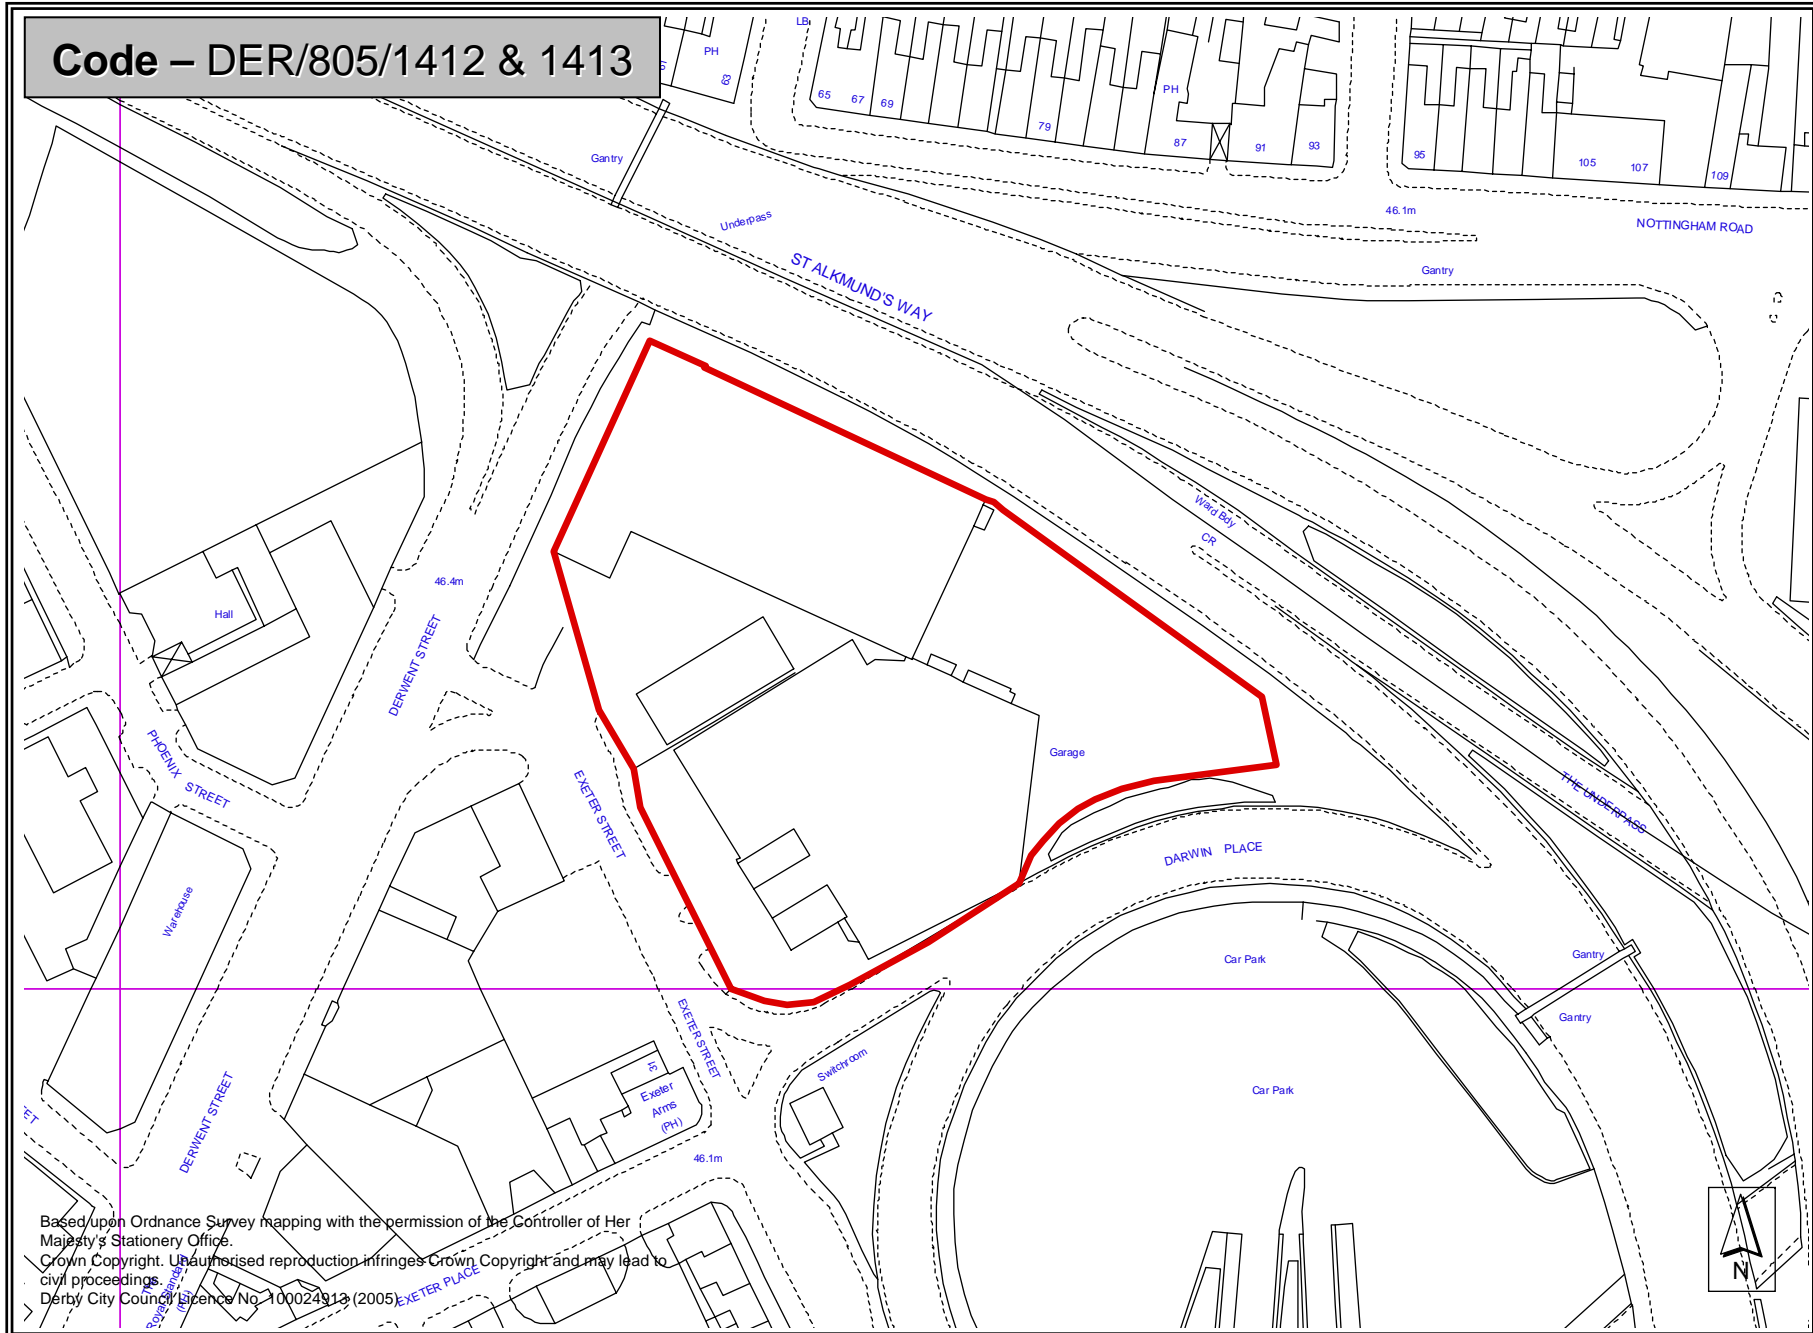 Code – DER/805/1412 & 1413
LB
PH
63
65
67
69
79
PH
87
91
93
95
105
107
109
Gantry
Underpass
ST ALKMUND'S WAY
46.1m
NOTTINGHAM ROAD
Gantry
Ward Bdy
CR
46.4m
Hall
DERWENT STREET
PHOENIX STREET
EXETER STREET
Garage
THE UNDERPASS
DARWIN PLACE
Warehouse
Car Park
Gantry
Gantry
EXETER STREET
Switchroom
Car Park
31
Exeter
Arms
(PH)
DERWENT STREET
46.1m
EXETER PLACE
Based upon Ordnance Survey mapping with the permission of the Controller of Her
Majesty's Stationery Office.
Crown Copyright. Unauthorised reproduction infringes Crown Copyright and may lead to
civil proceedings.
Derby City Council Licence No. 100024913 (2005)
(PH)
N